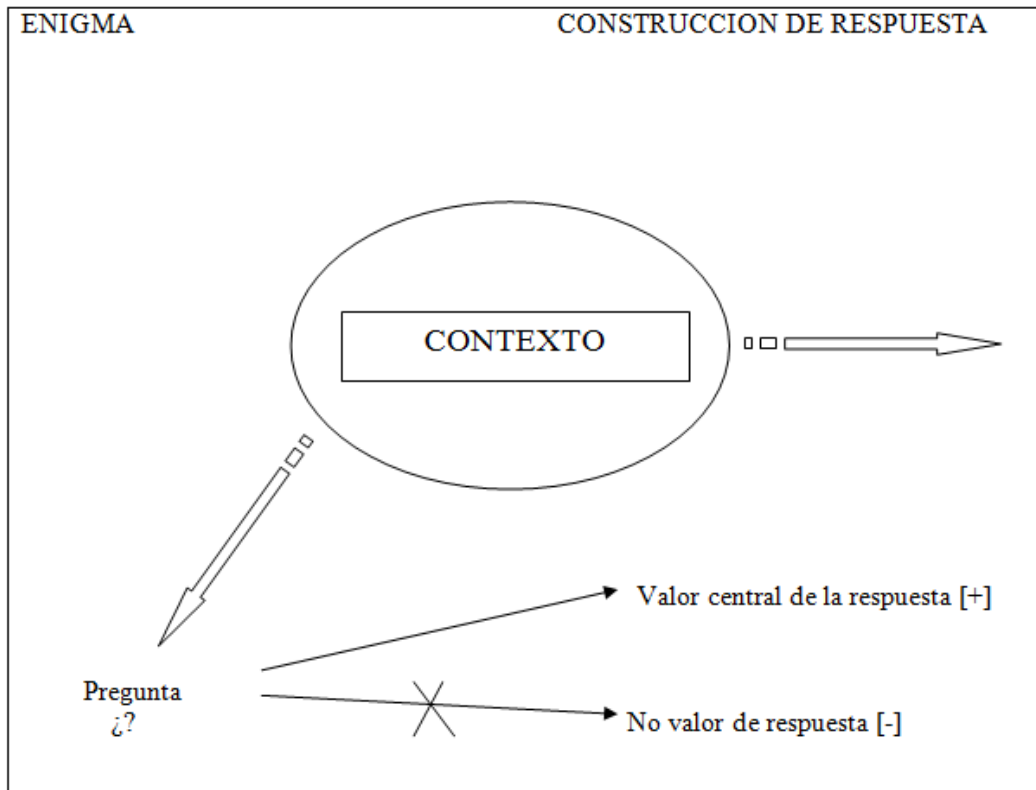 ENIGMA
CONSTRUCCION DE RESPUESTA
CONTEXTO
Valor central de la respuesta [+]
Pregunta
¿?
No valor de respuesta [-]